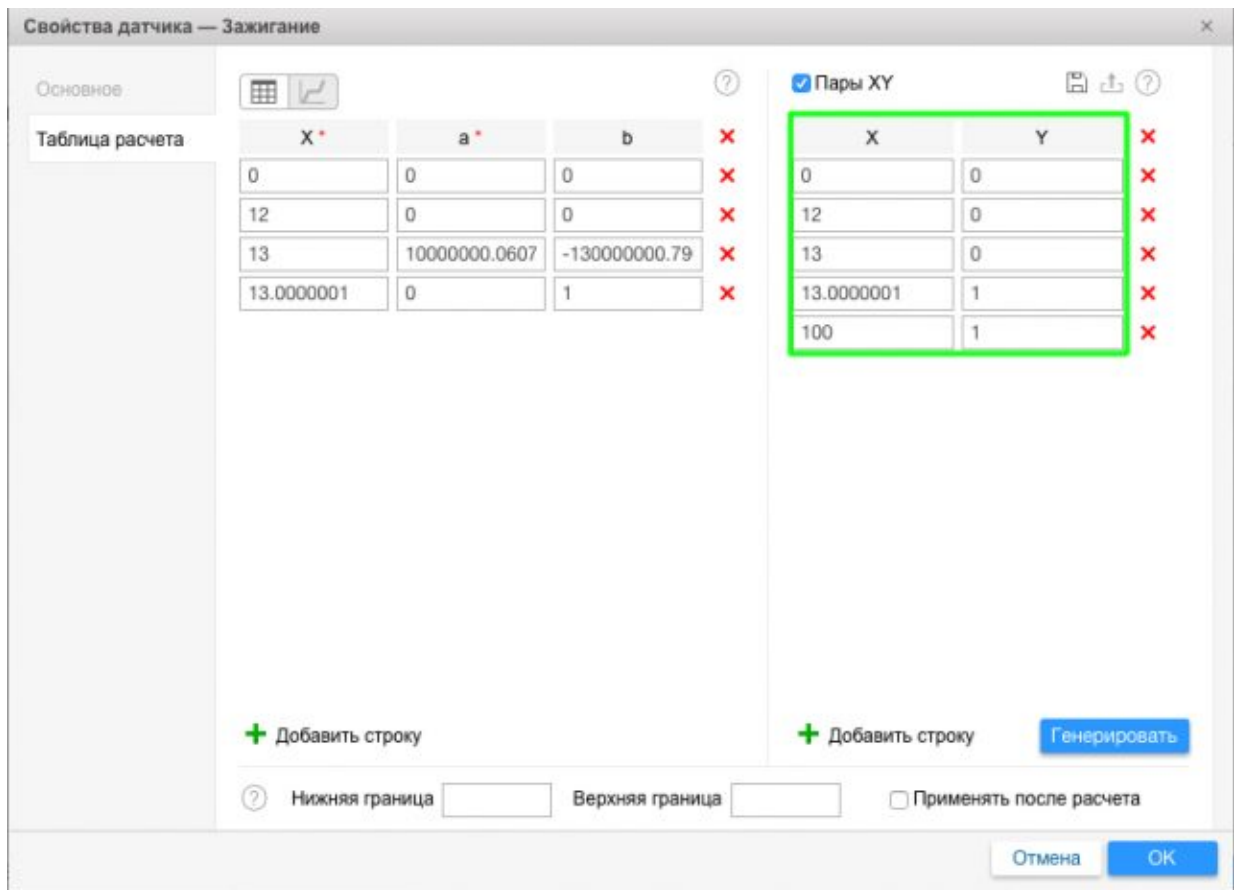 Свойства датчика — Зажигание
Основное
Таблица расчета
X * a * b
0 0 0
12 0 0
13 10000000.0607 -130000000.79
13.0000001 0 1
Добавить строку
Пары XY
X Y
0 0
12 0
13 0
13.0000001 1
100 1
Добавить строку Генерировать
Нижняя граница Верхняя граница Применять после расчета
Отмена OK